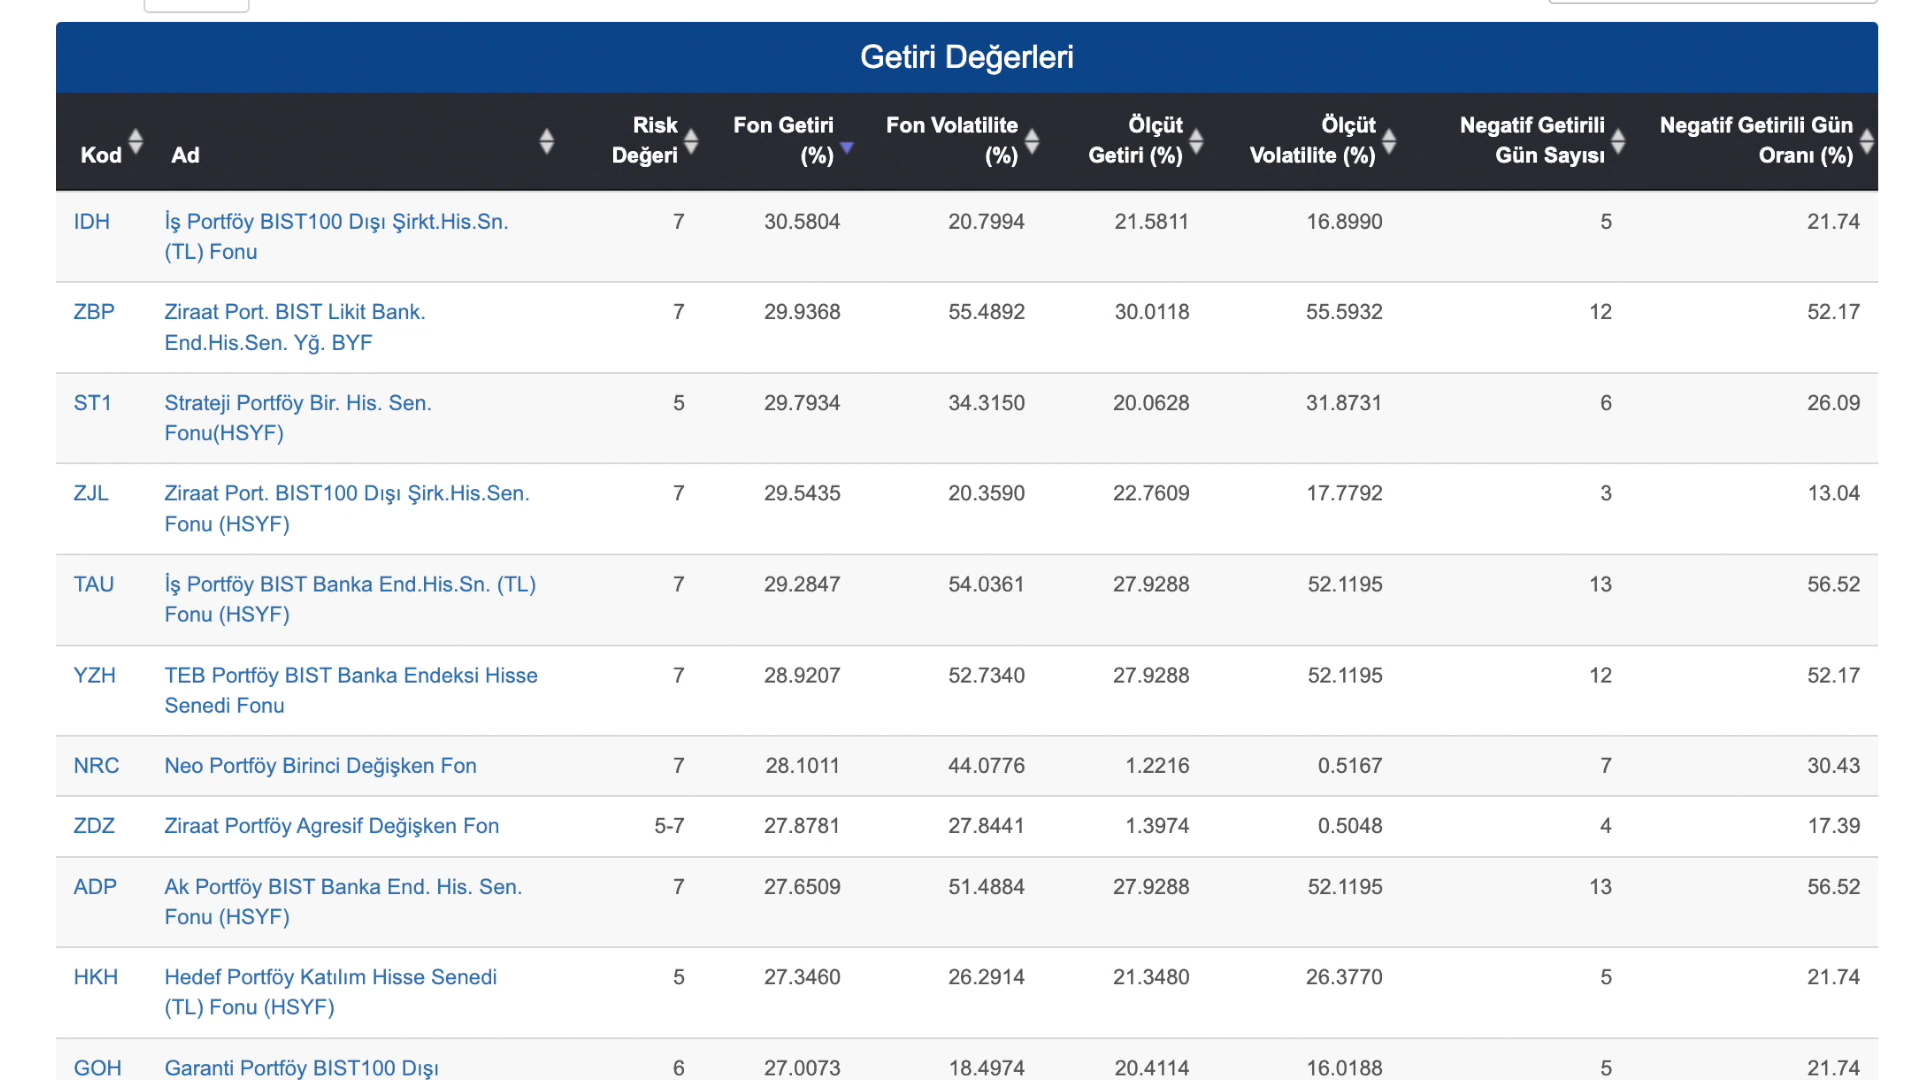 Getiri Değerleri
Kod Ad Risk Değeri Fon Getiri (%) Fon Volatilite (%) Ölçüt Getiri (%) Ölçüt Volatilite (%) Negatif Getirili Gün Sayısı Negatif Getirili Gün Oranı (%)
IDH İş Portföy BIST100 Dışı Şirkt.His.Sn. 7 30.5804 20.7994 21.5811 16.8990 5 21.74
(TL) Fonu
ZBP Ziraat Port. BIST Likit Bank. 7 29.9368 55.4892 30.0118 55.5932 12 52.17
End.His.Sen. Yğ. BYF
ST1 Strateji Portföy Bir. His. Sen. 5 29.7934 34.3150 20.0628 31.8731 6 26.09
Fonu(HSYF)
ZJL Ziraat Port. BIST100 Dışı Şirk.His.Sen. 7 29.5435 20.3590 22.7609 17.7792 3 13.04
Fonu (HSYF)
TAU İş Portföy BIST Banka End.His.Sn. (TL) 7 29.2847 54.0361 27.9288 52.1195 13 56.52
Fonu (HSYF)
YZH TEB Portföy BIST Banka Endeksi Hisse 7 28.9207 52.7340 27.9288 52.1195 12 52.17
Senedi Fonu
NRC Neo Portföy Birinci Değişken Fon 7 28.1011 44.0776 1.2216 0.5167 7 30.43
ZDZ Ziraat Portföy Agresif Değişken Fon 5-7 27.8781 27.8441 1.3974 0.5048 4 17.39
ADP Ak Portföy BIST Banka End. His. Sen. 7 27.6509 51.4884 27.9288 52.1195 13 56.52
Fonu (HSYF)
HKH Hedef Portföy Katılım Hisse Senedi 5 27.3460 26.2914 21.3480 26.3770 5 21.74
(TL) Fonu (HSYF)
GOH Garanti Portföy BIST100 Dışı 6 27.0073 18.4974 20.4114 16.0188 5 21.74